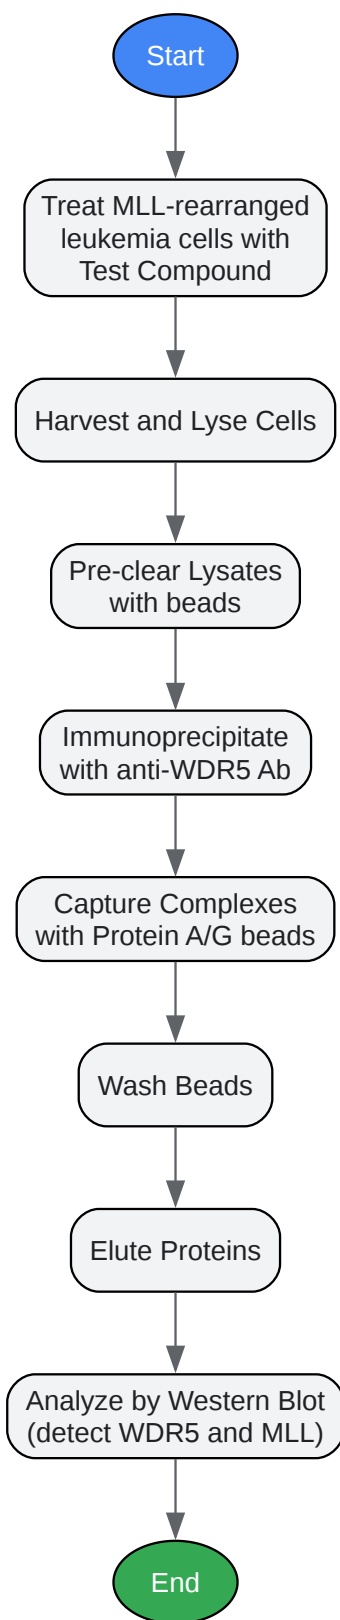 Start
Treat MLL-rearranged
leukemia cells with
Test Compound
Harvest and Lyse Cells
Pre-clear Lysates
with beads
Immunoprecipitate
with anti-WDR5 Ab
Capture Complexes
with Protein A/G beads
Wash Beads
Elute Proteins
Analyze by Western Blot
(detect WDR5 and MLL)
End